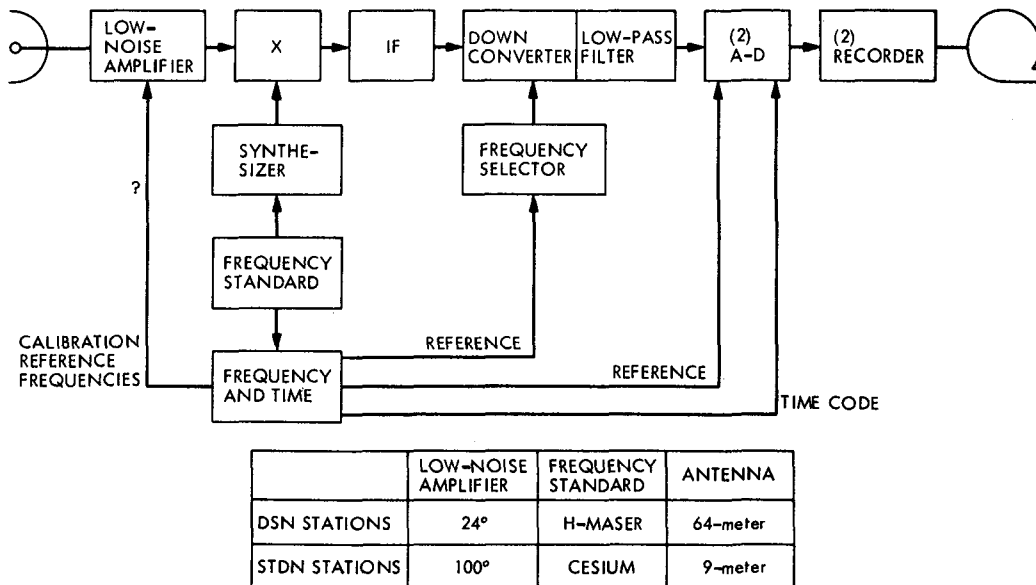 LOW-
NOISE
AMPLIFIER
X
IF
DOWN
CONVERTER
LOW-PASS
FILTER
(2)
A-D
(2)
RECORDER
SYNTHE-
SIZER
FREQUENCY
SELECTOR
?
FREQUENCY
STANDARD
CALIBRATION
REFERENCE
FREQUENCIES
FREQUENCY
AND TIME
REFERENCE
REFERENCE
TIME CODE
LOW-NOISE
AMPLIFIER
FREQUENCY
STANDARD
ANTENNA
DSN STATIONS
24°
H-MASER
64-meter
STDN STATIONS
100°
CESIUM
9-meter